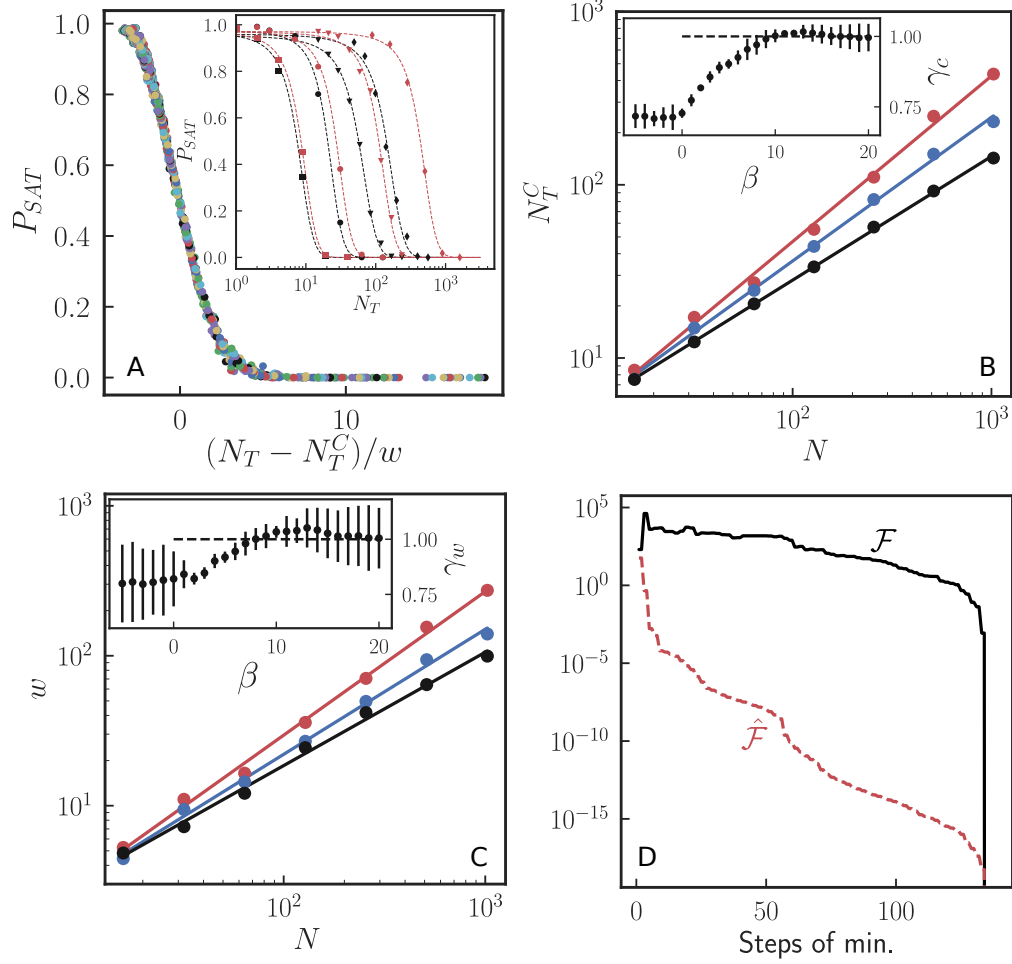 1.0
0.8
0.6
0.4
0.2
0.0
P_{SAT}
0
10
(N_T − N_T^C)/w
A
1.0
0.8
0.6
0.4
0.2
0.0
P_{SAT}
10^0
10^1
10^2
10^3
N_T
10^3
10^2
10^1
N_T^C
10^2
10^3
N
B
1.00
0.75
γ_c
0
10
20
β
10^3
10^2
10^1
w
10^2
10^3
N
C
1.00
0.75
γ_w
0
10
20
β
10^5
10^0
10^{−5}
10^{−10}
10^{−15}
ℱ
ℱ̂
D
0
50
100
Steps of min.